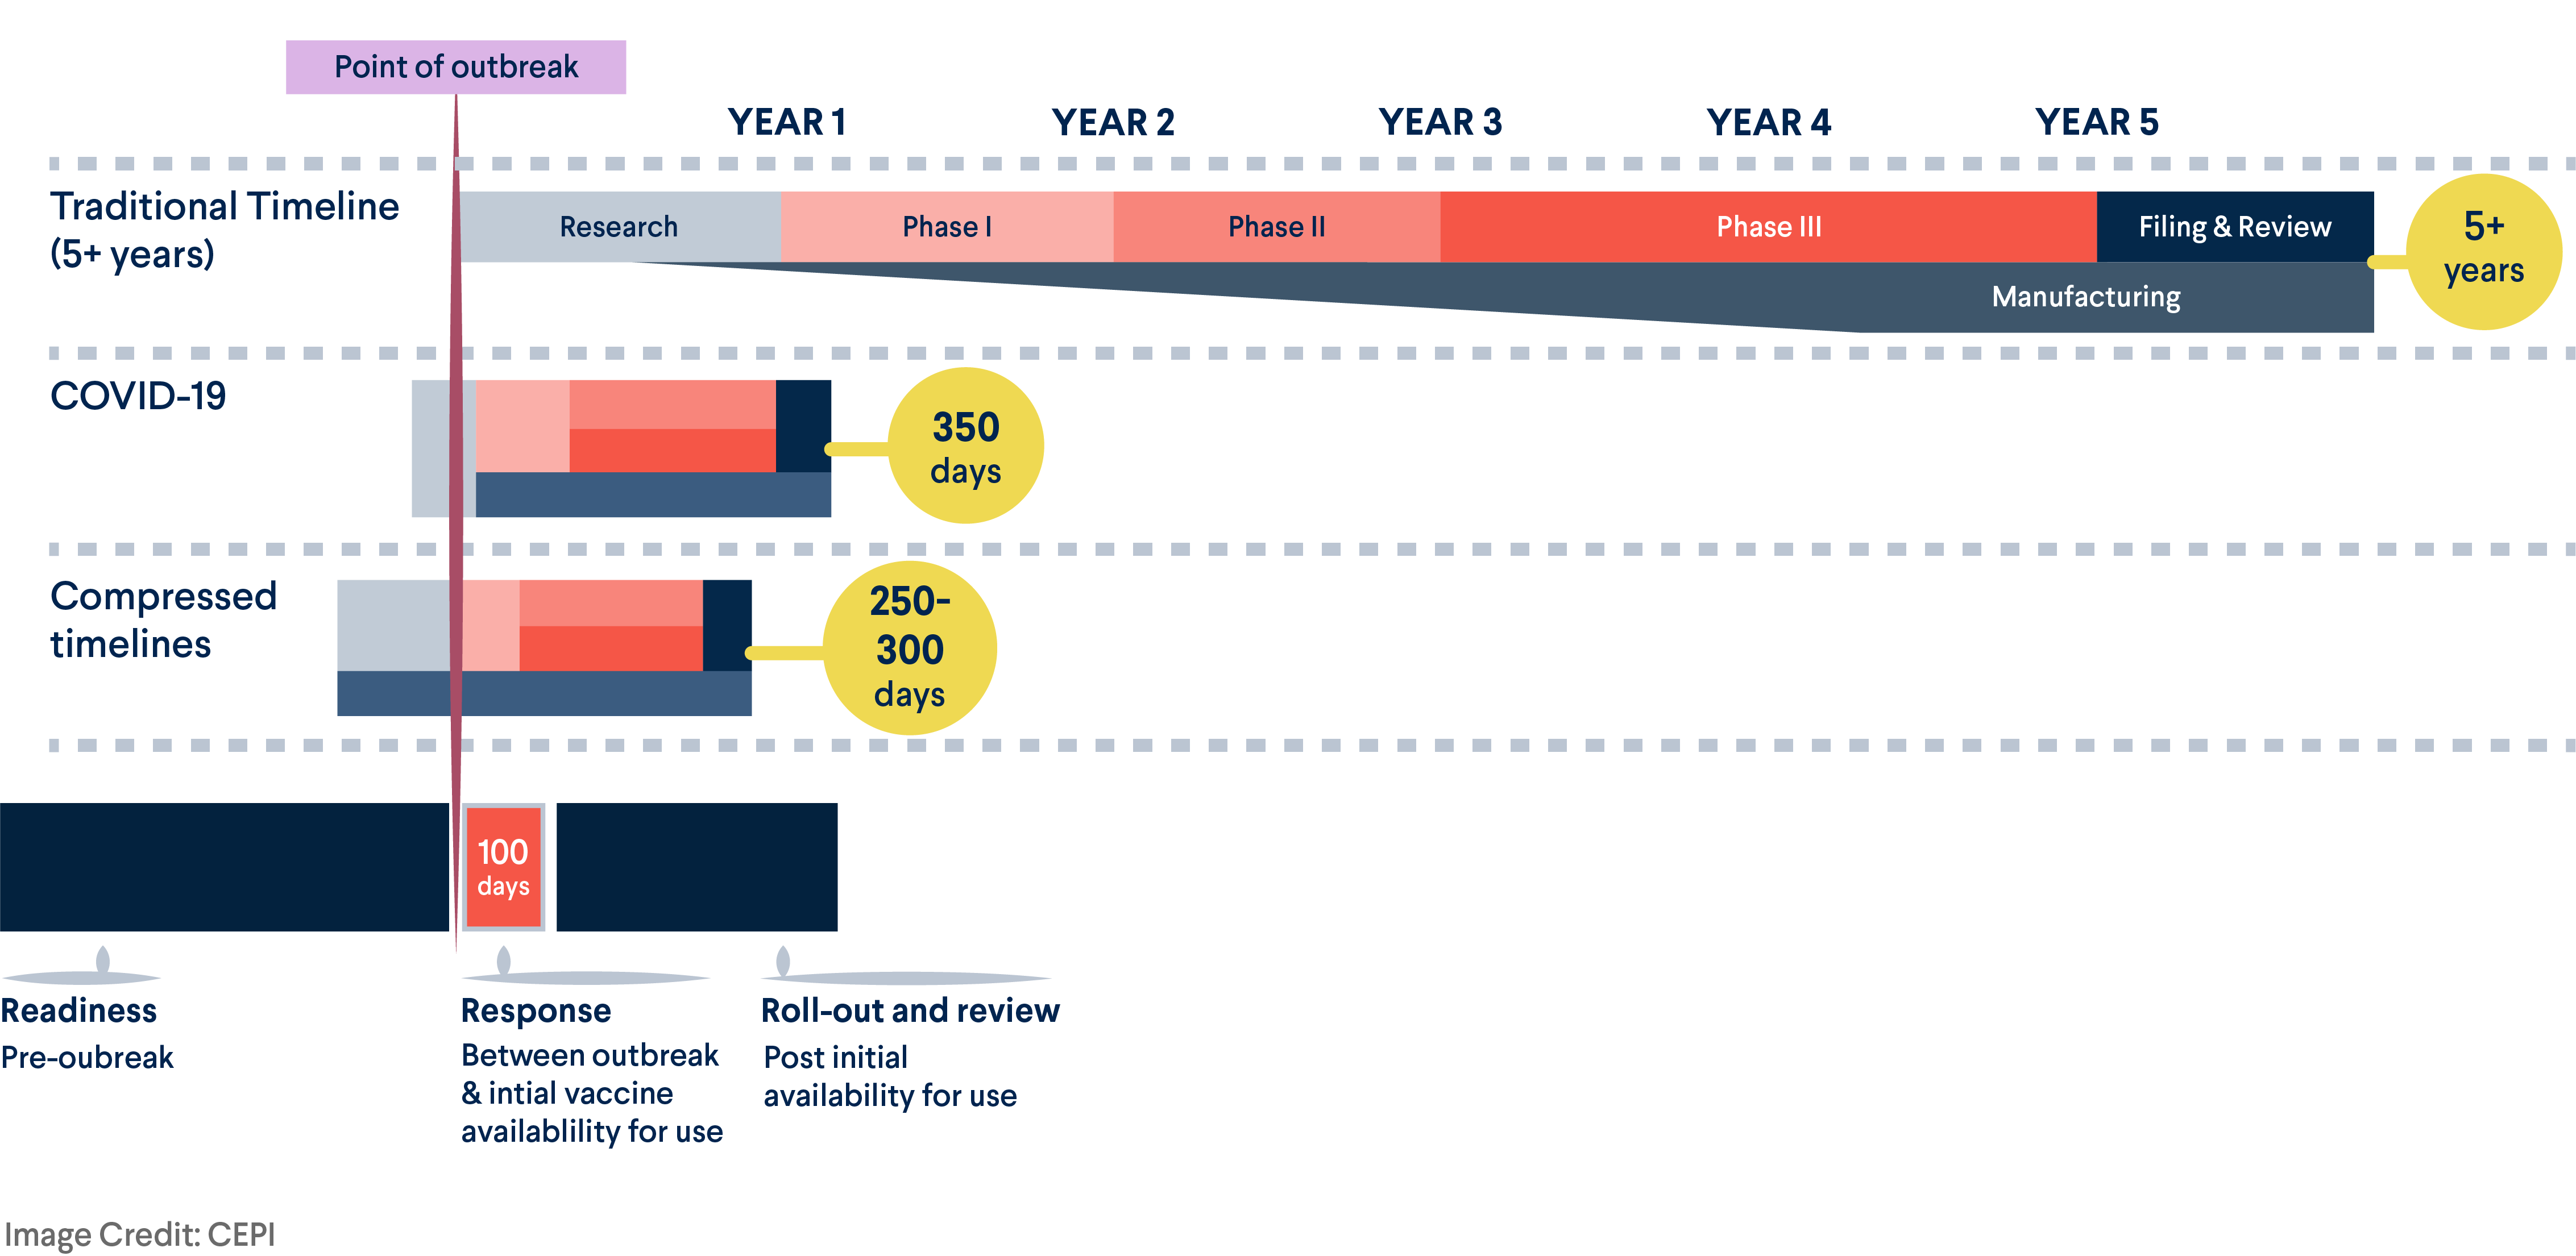 Point of outbreak
YEAR 1
YEAR 2
YEAR 3
YEAR 4
YEAR 5
Traditional Timeline
(5+ years)
Research
Phase I
Phase II
Phase III
Filing & Review
Manufacturing
5+
years
COVID-19
350
days
Compressed
timelines
250-
300
days
100
days
Readiness
Pre-oubreak
Response
Between outbreak
& intial vaccine
availablility for use
Roll-out and review
Post initial
availability for use
Image Credit: CEPI